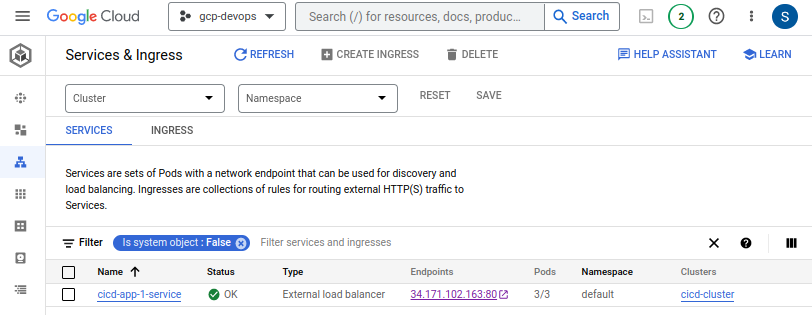 Google Cloud
gcp-devops
Search (/) for resources, docs, produc...
Search
2
S
Services & Ingress
REFRESH
CREATE INGRESS
DELETE
HELP ASSISTANT
LEARN
Cluster
Namespace
RESET
SAVE
SERVICES
INGRESS
Services are sets of Pods with a network endpoint that can be used for discovery and
load balancing. Ingresses are collections of rules for routing external HTTP(S) traffic to
Services.
Filter
Is system object : False
Filter services and ingresses
Name
Status
Type
Endpoints
Pods
Namespace
Clusters
cicd-app-1-service
OK
External load balancer
34.171.102.163:80
3/3
default
cicd-cluster